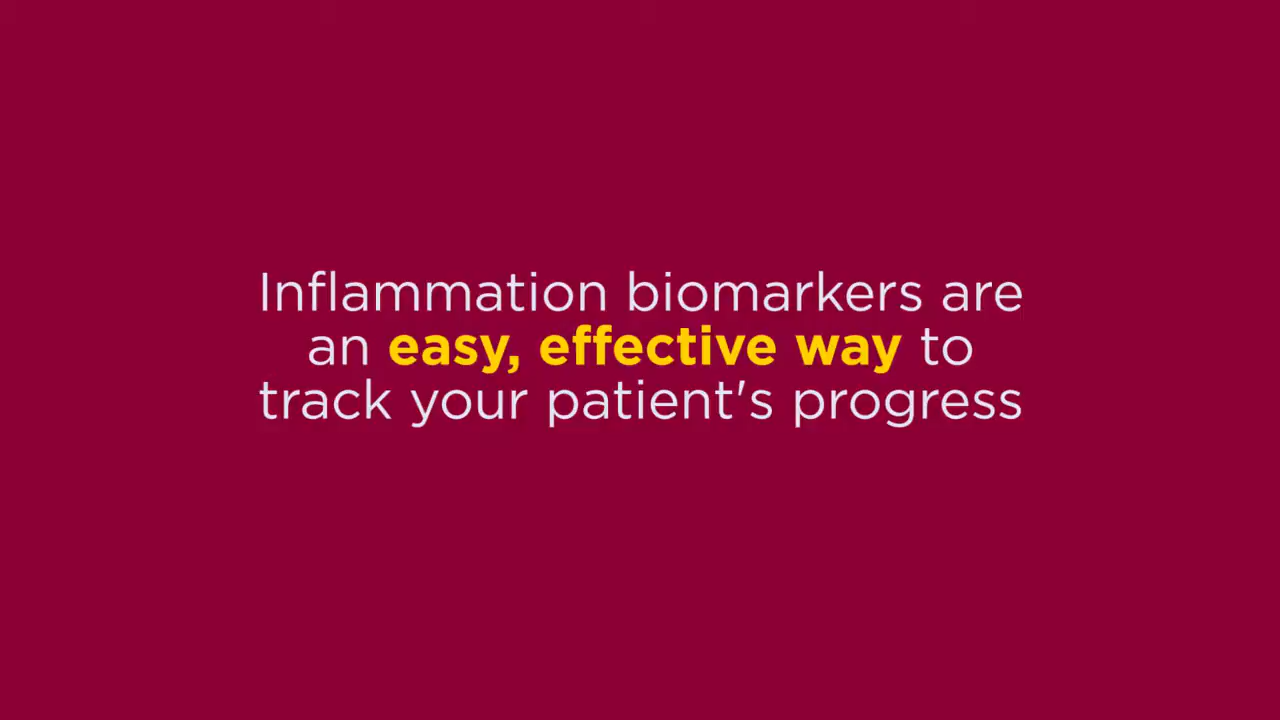 Inflammation biomarkers are
an easy, effective way to
track your patient's progress